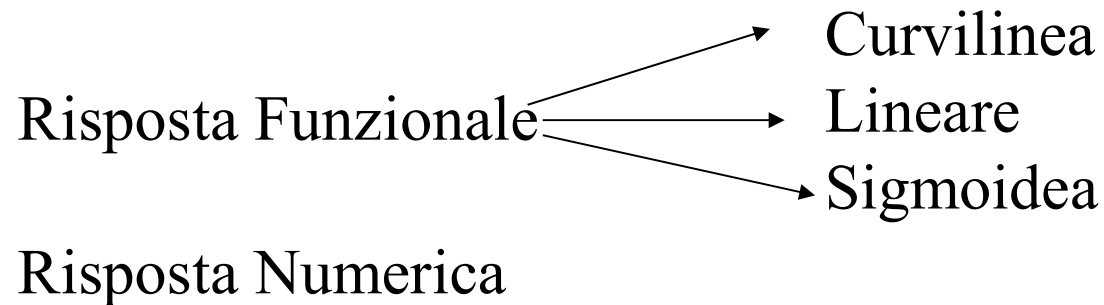 Curvilinea
Risposta Funzionale
Lineare
Sigmoidea
Risposta Numerica